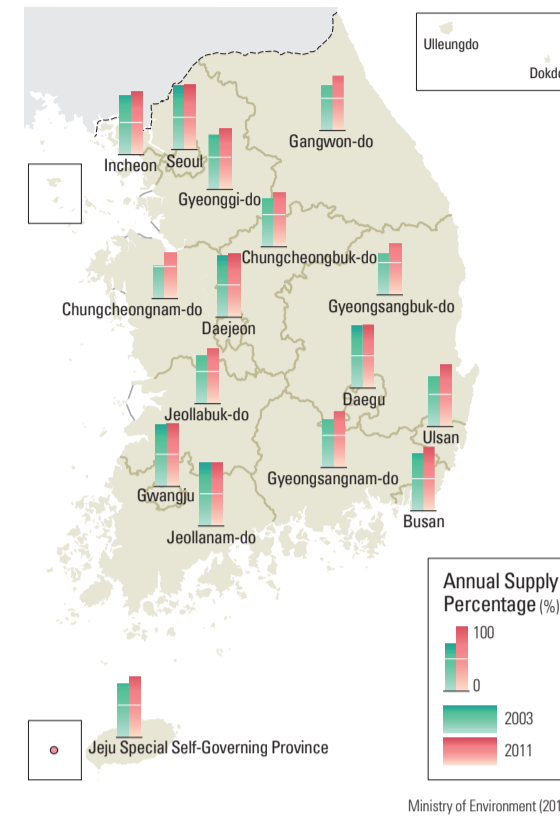 Ulleungdo
Dokdo
Gangwon-do
Incheon
Seoul
Gyeonggi-do
Chungcheongbuk-do
Chungcheongnam-do
Gyeongsangbuk-do
Daejeon
Daegu
Jeollabuk-do
Ulsan
Gyeongsangnam-do
Gwangju
Busan
Jeollanam-do
Annual Supply
Percentage (%)
100
0
2003
2011
Jeju Special Self-Governing Province
Ministry of Environment (201